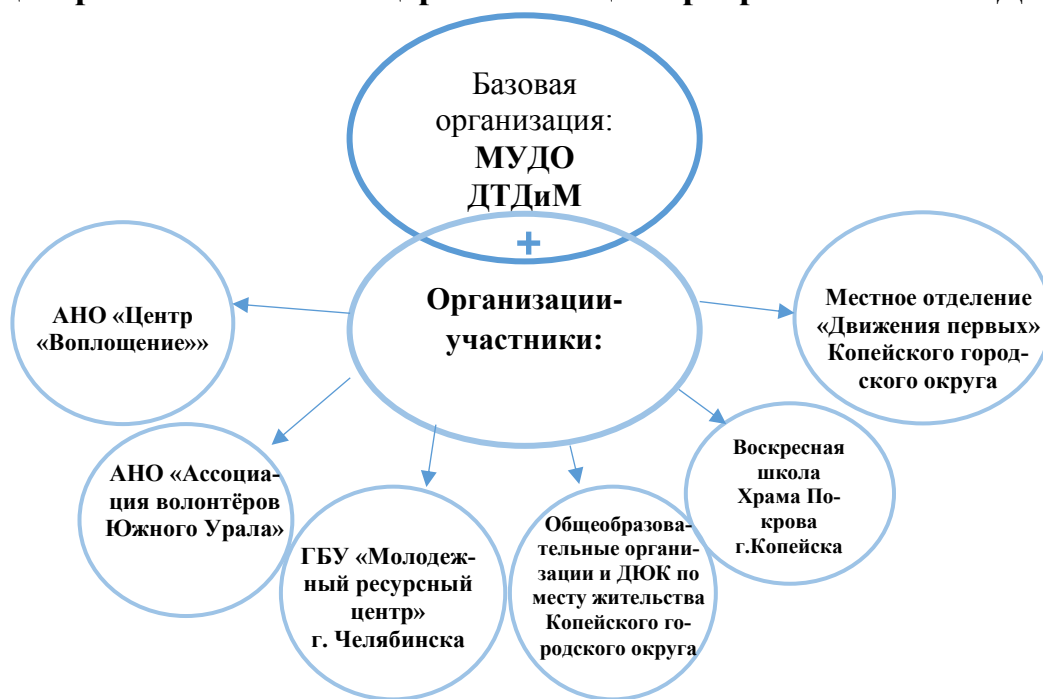 Базовая
организация:
МУДО
ДТДиМ
+
Организации-
участники:
АНО «Центр
«Воплощение»»
Местное отделение
«Движения первых»
Копейского город-
ского округа
АНО «Ассоциа-
ция волонтёров
Южного Урала»
ГБУ «Молодеж-
ный ресурсный
центр»
г. Челябинска
Общеобразова-
тельные органи-
зации и ДЮК по
месту жительства
Копейского го-
родского округа
Воскресная
школа
Храма По-
крова
г.Копейска